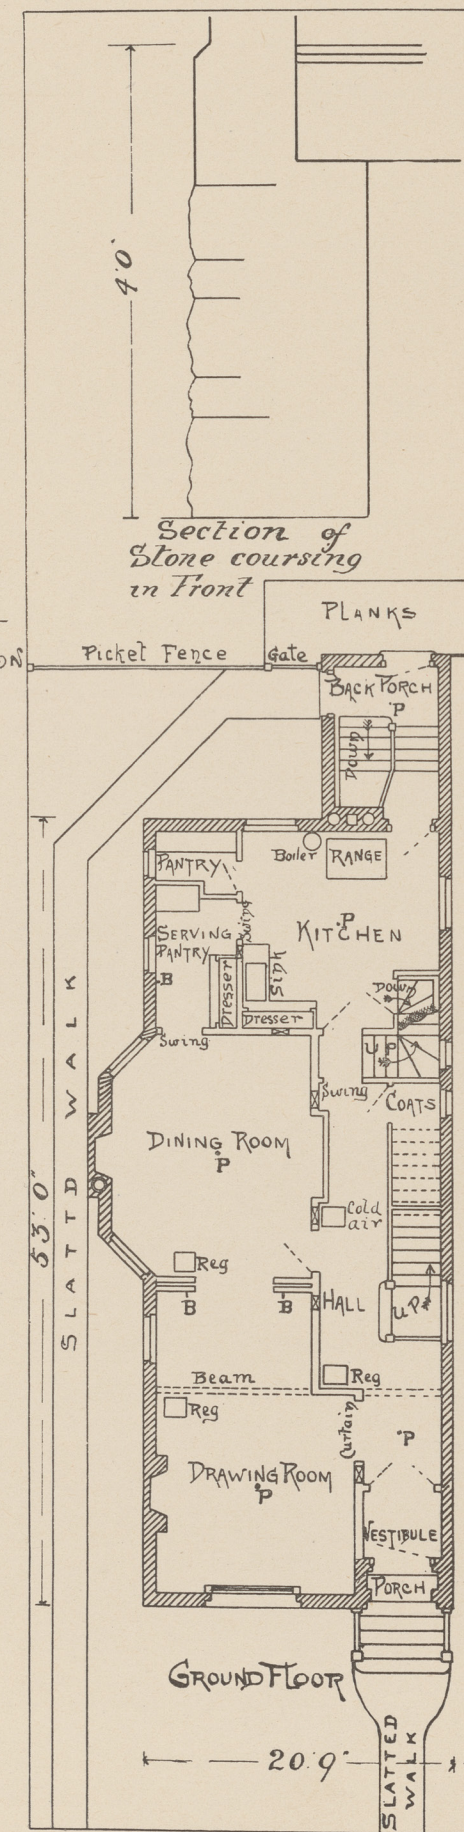 4'0"
Section of
Stone coursing
in Front
PLANKS
Picket Fence
Gate
BACK PORCH
P
DOWN
PANTRY
Boiler
RANGE
Swing
SERVING
PANTRY
KITCHEN
P
B
Dresser
Sink
Dresser
DOWN
Swing
UP
Swing
COATS
DINING ROOM
P
Cold
air
Reg
B
B
HALL
UP
Beam
Reg
Reg
Curtain
P
DRAWING ROOM
P
VESTIBULE
PORCH
53'0"
SLATTD WALK
GROUND FLOOR
20'9"
SLATTED
WALK